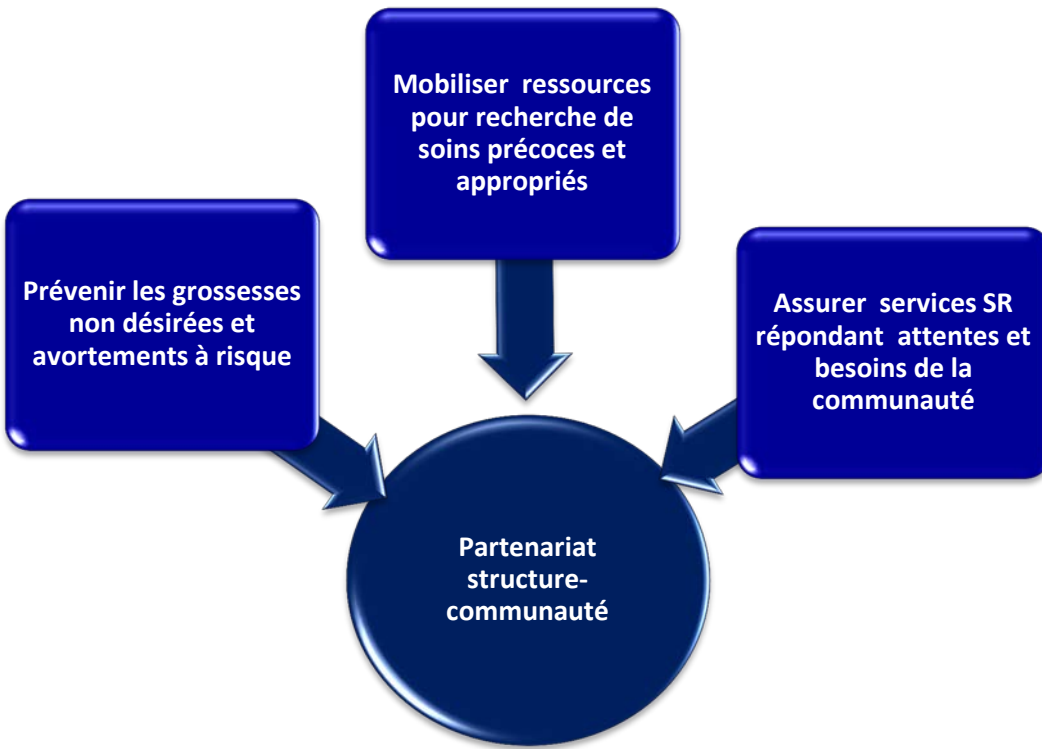 Mobiliser ressources
pour recherche de
soins précoces et
appropriés
Prévenir les grossesses
non désirées et
avortements à risque
Assurer services SR
répondant attentes et
besoins de la
communauté
Partenariat
structure-
communauté